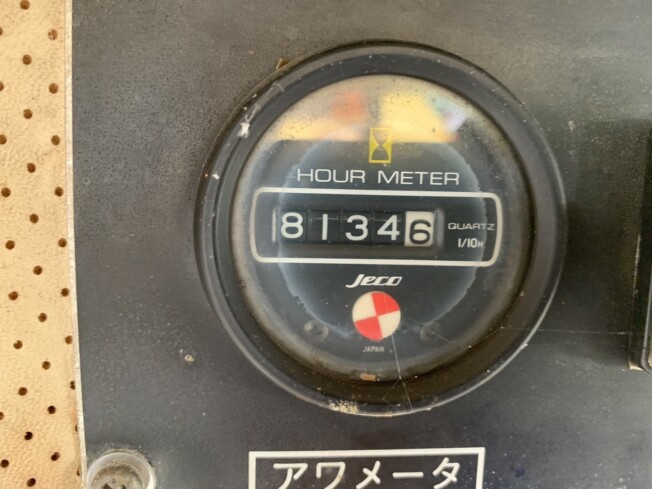 HOUR METER
81346
QUARTZ
1/10H
Jeco
JAPAN
アワメータ